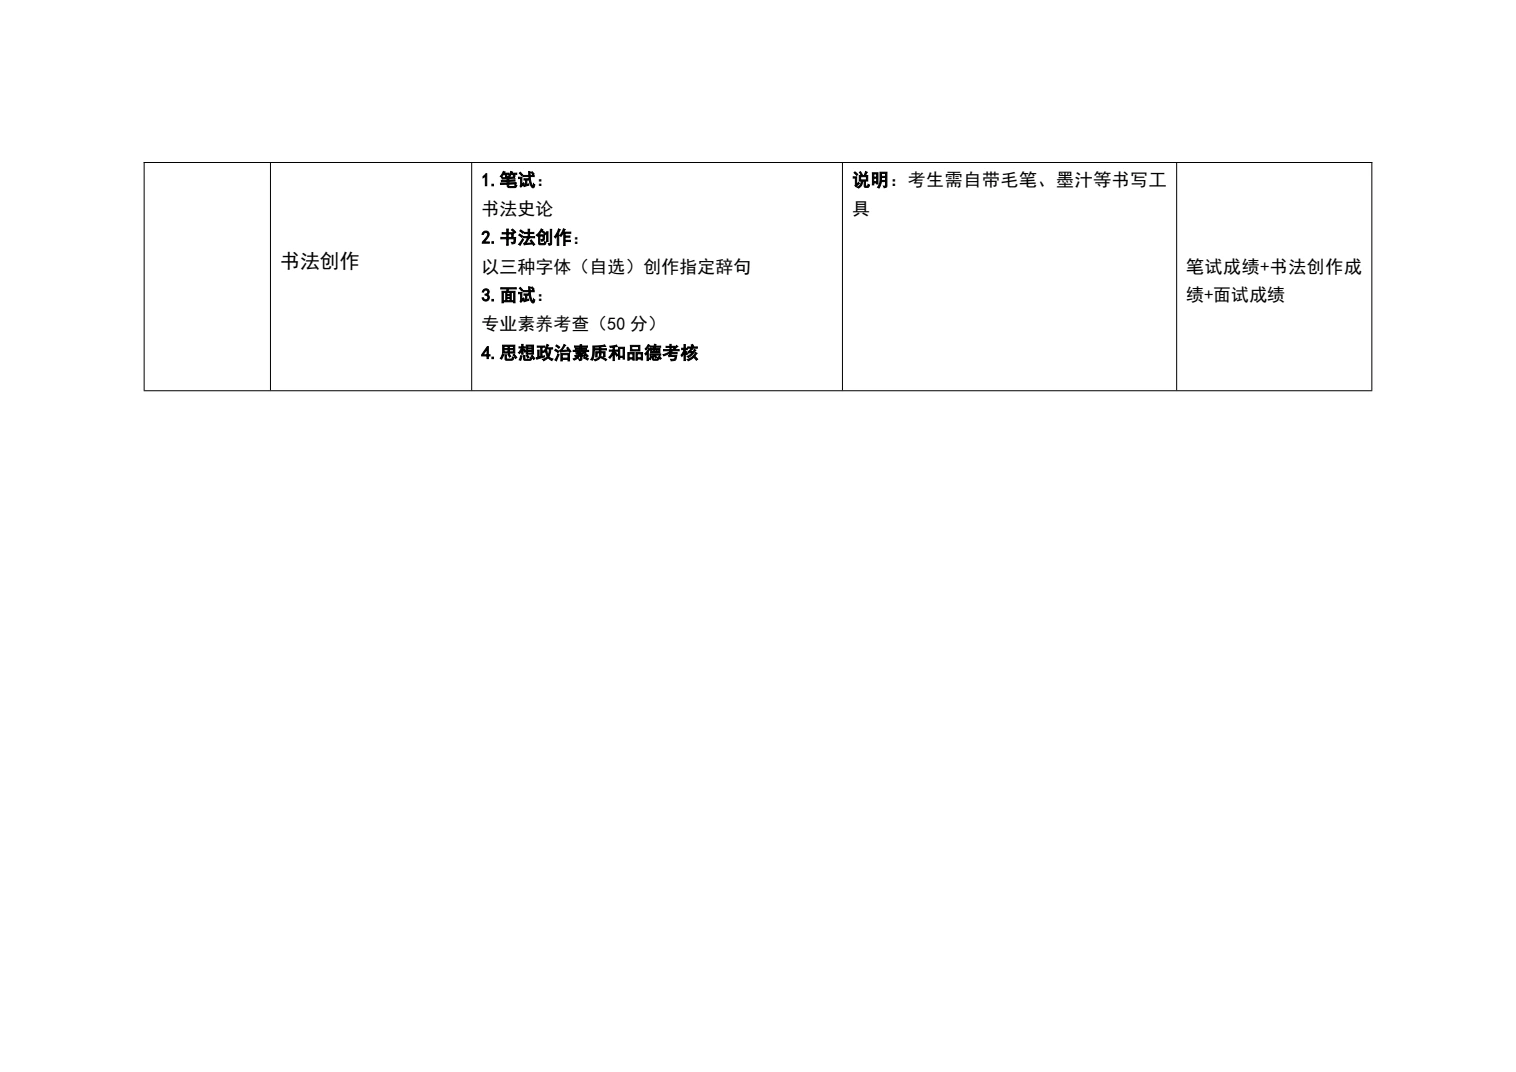 书法创作
1.笔试：
书法史论
2.书法创作：
以三种字体（自选）创作指定辞句
3.面试：
专业素养考查（50 分）
4.思想政治素质和品德考核
说明：考生需自带毛笔、墨汁等书写工
具
笔试成绩+书法创作成
绩+面试成绩